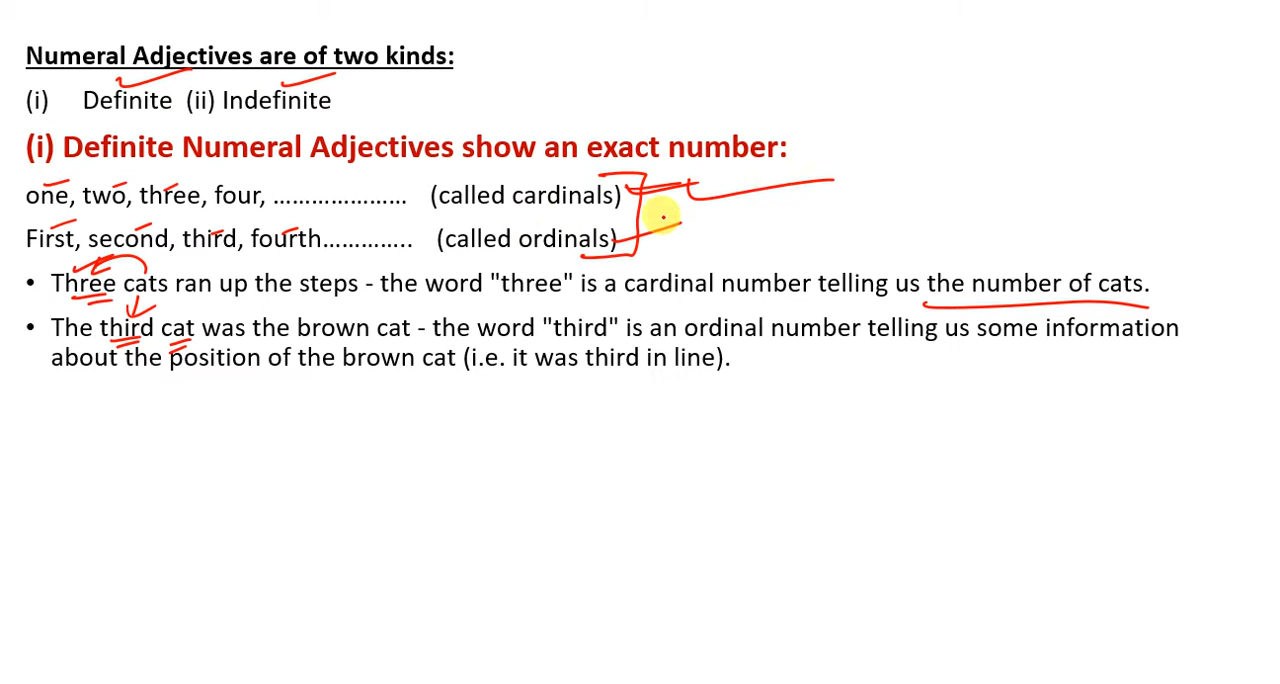 Numeral Adjectives are of two kinds:
(i) Definite (ii) Indefinite
(i) Definite Numeral Adjectives show an exact number:
one, two, three, four, ………………… (called cardinals)
First, second, third, fourth………….. (called ordinals)
• Three cats ran up the steps - the word "three" is a cardinal number telling us the number of cats.
• The third cat was the brown cat - the word "third" is an ordinal number telling us some information
about the position of the brown cat (i.e. it was third in line).